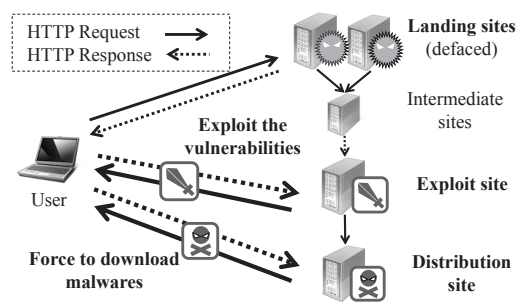 HTTP Request
HTTP Response
Landing sites
(defaced)
Intermediate
sites
Exploit the
vulnerabilities
User
Exploit site
Force to download
malwares
Distribution
site